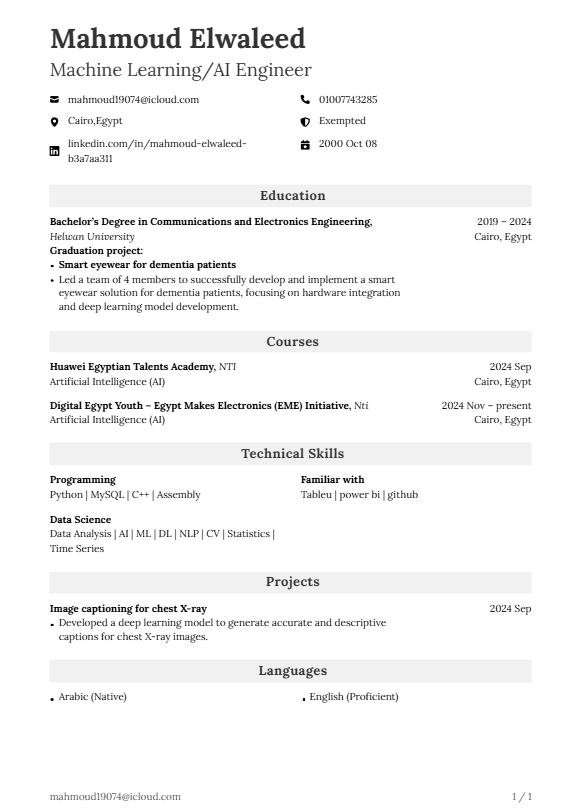 Mahmoud Elwaleed
Machine Learning/AI Engineer
mahmoud19074@icloud.com
01007743285
Cairo,Egypt
Exempted
linkedin.com/in/mahmoud-elwaleed-
b3a7aa311
2000 Oct 08
Education
Bachelor's Degree in Communications and Electronics Engineering,
2019 – 2024
Helwan University
Cairo, Egypt
Graduation project:
• Smart eyewear for dementia patients
• Led a team of 4 members to successfully develop and implement a smart
eyewear solution for dementia patients, focusing on hardware integration
and deep learning model development.
Courses
Huawei Egyptian Talents Academy, NTI
2024 Sep
Artificial Intelligence (AI)
Cairo, Egypt
Digital Egypt Youth – Egypt Makes Electronics (EME) Initiative, Nti
2024 Nov – present
Artificial Intelligence (AI)
Cairo, Egypt
Technical Skills
Programming
Python | MySQL | C++ | Assembly
Familiar with
Tableu | power bi | github
Data Science
Data Analysis | AI | ML | DL | NLP | CV | Statistics |
Time Series
Projects
Image captioning for chest X-ray
2024 Sep
• Developed a deep learning model to generate accurate and descriptive
captions for chest X-ray images.
Languages
• Arabic (Native)
• English (Proficient)
mahmoud19074@icloud.com
1 / 1